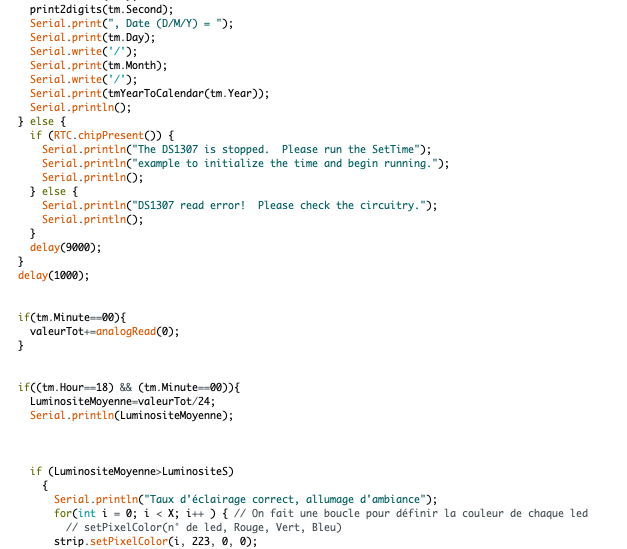 print2digits(tm.Second);
Serial.print(", Date (D/M/Y) = ");
Serial.print(tm.Day);
Serial.write('/');
Serial.print(tm.Month);
Serial.write('/');
Serial.print(tmYearToCalendar(tm.Year));
Serial.println();
} else {
if (RTC.chipPresent()) {
Serial.println("The DS1307 is stopped.  Please run the SetTime");
Serial.println("example to initialize the time and begin running.");
Serial.println();
} else {
Serial.println("DS1307 read error!  Please check the circuitry.");
Serial.println();
}
delay(9000);
}
delay(1000);
if(tm.Minute==00){
valeurTot+=analogRead(0);
}
if((tm.Hour==18) && (tm.Minute==00)){
LuminositeMoyenne=valeurTot/24;
Serial.println(LuminositeMoyenne);
if (LuminositeMoyenne>LuminositeS)
{
Serial.println("Taux d'éclairage correct, allumage d'ambiance");
for(int i = 0; i < X; i++ ) { // On fait une boucle pour définir la couleur de chaque led
// setPixelColor(n° de led, Rouge, Vert, Bleu)
strip.setPixelColor(i, 223, 0, 0);